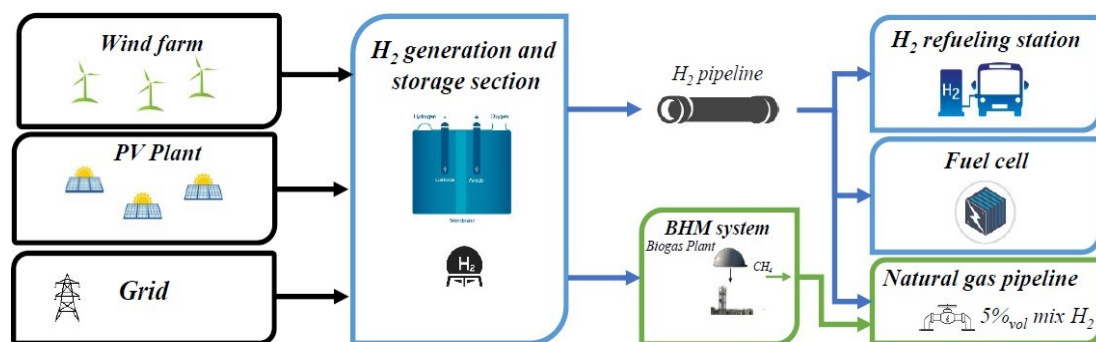 Wind farm
PV Plant
Grid
H₂ generation and
storage section
Hydrogen
Oxygen
Cathode
Anode
Membrane
H₂
H₂ pipeline
BHM system
Biogas Plant
CH₄
H₂ refueling station
H₂
Fuel cell
Natural gas pipeline
5%vol mix H₂